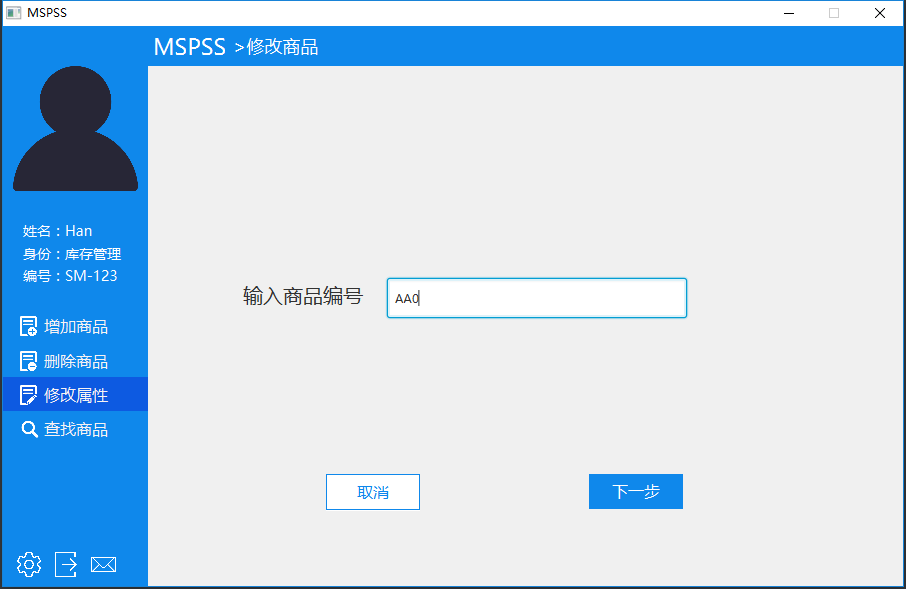 MSPSS
MSPSS >修改商品
姓名：Han
身份：库存管理
编号：SM-123
增加商品
删除商品
修改属性
查找商品
输入商品编号
AA0
取消
下一步